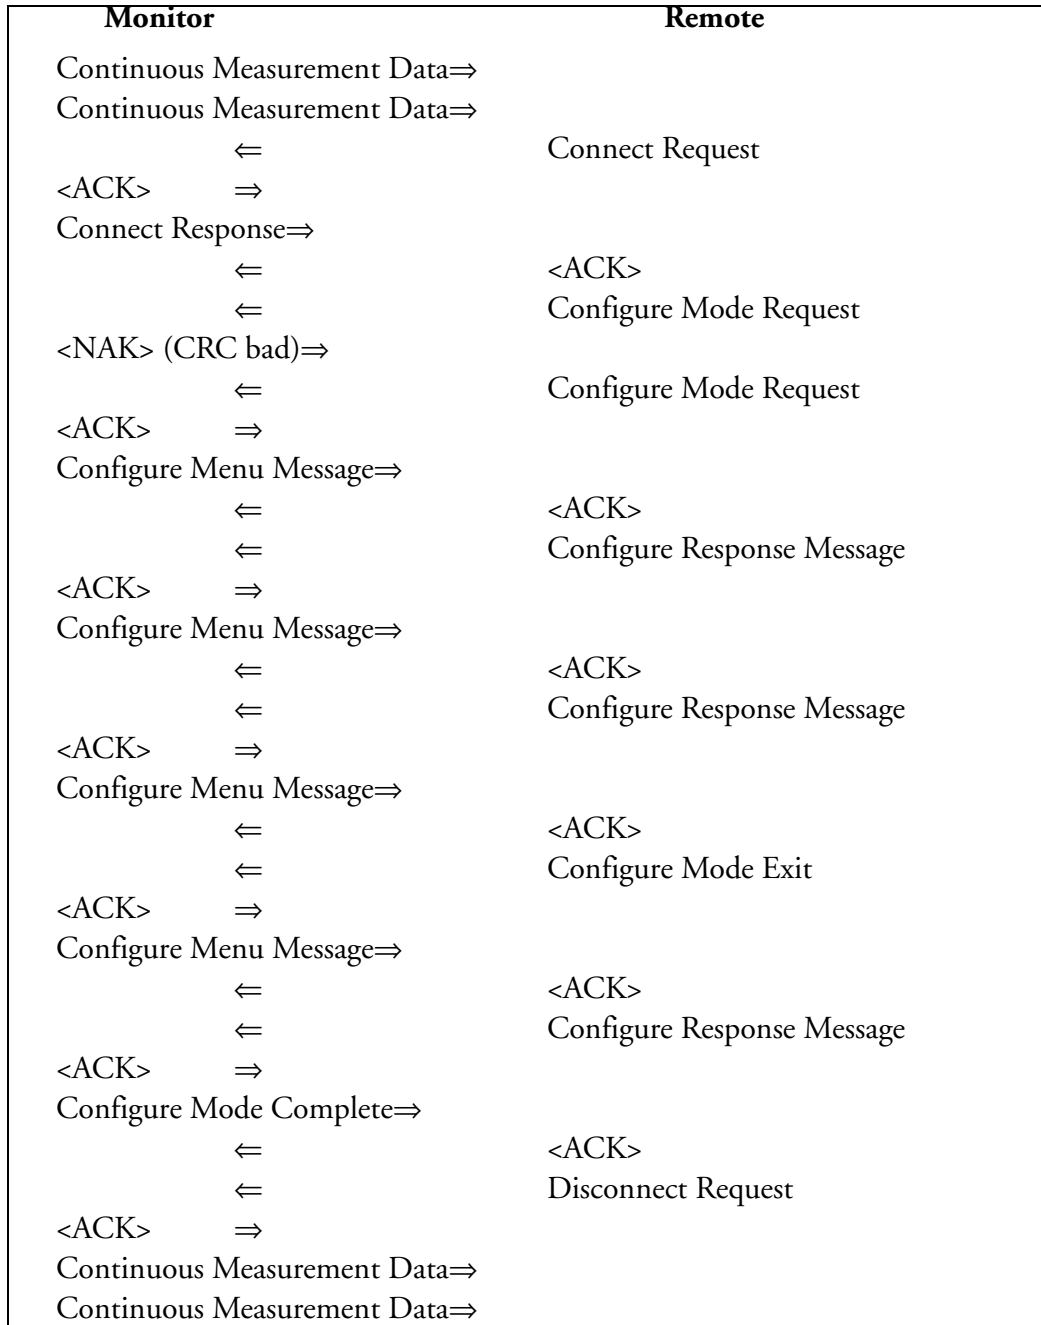 Monitor Remote
Continuous Measurement Data⇒
Continuous Measurement Data⇒
⇐ Connect Request
<ACK> ⇒
Connect Response⇒
⇐ <ACK>
⇐ Configure Mode Request
<NAK> (CRC bad)⇒
⇐ Configure Mode Request
<ACK> ⇒
Configure Menu Message⇒
⇐ <ACK>
⇐ Configure Response Message
<ACK> ⇒
Configure Menu Message⇒
⇐ <ACK>
⇐ Configure Response Message
<ACK> ⇒
Configure Menu Message⇒
⇐ <ACK>
⇐ Configure Mode Exit
<ACK> ⇒
Configure Menu Message⇒
⇐ <ACK>
⇐ Configure Response Message
<ACK> ⇒
Configure Mode Complete⇒
⇐ <ACK>
⇐ Disconnect Request
<ACK> ⇒
Continuous Measurement Data⇒
Continuous Measurement Data⇒